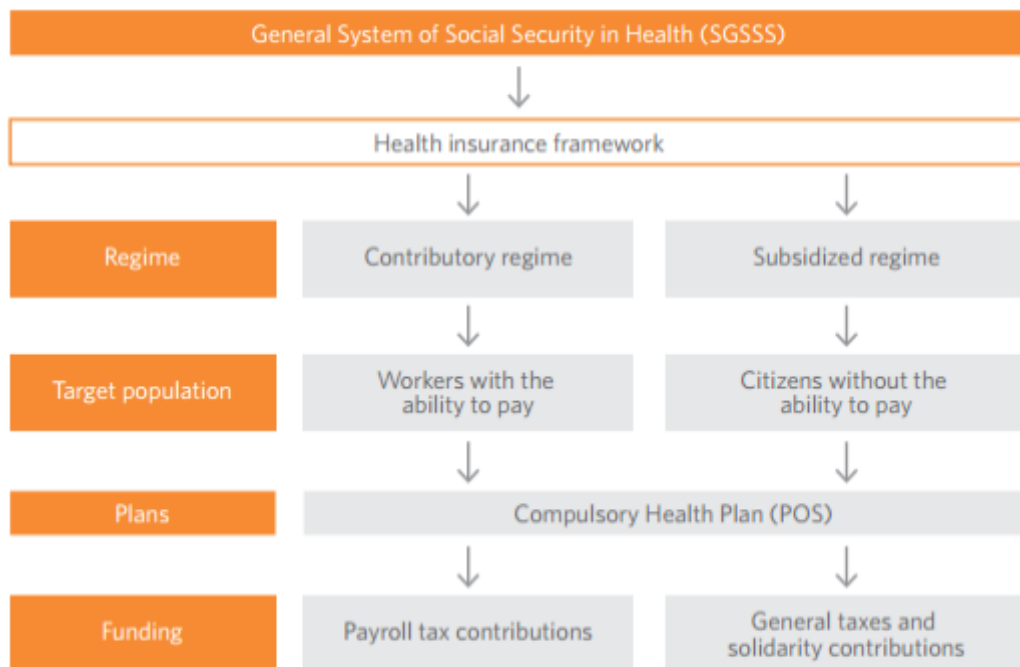 General System of Social Security in Health (SGSSS)
Health insurance framework
Regime
Contributory regime
Subsidized regime
Target population
Workers with the
ability to pay
Citizens without the
ability to pay
Plans
Compulsory Health Plan (POS)
Funding
Payroll tax contributions
General taxes and
solidarity contributions